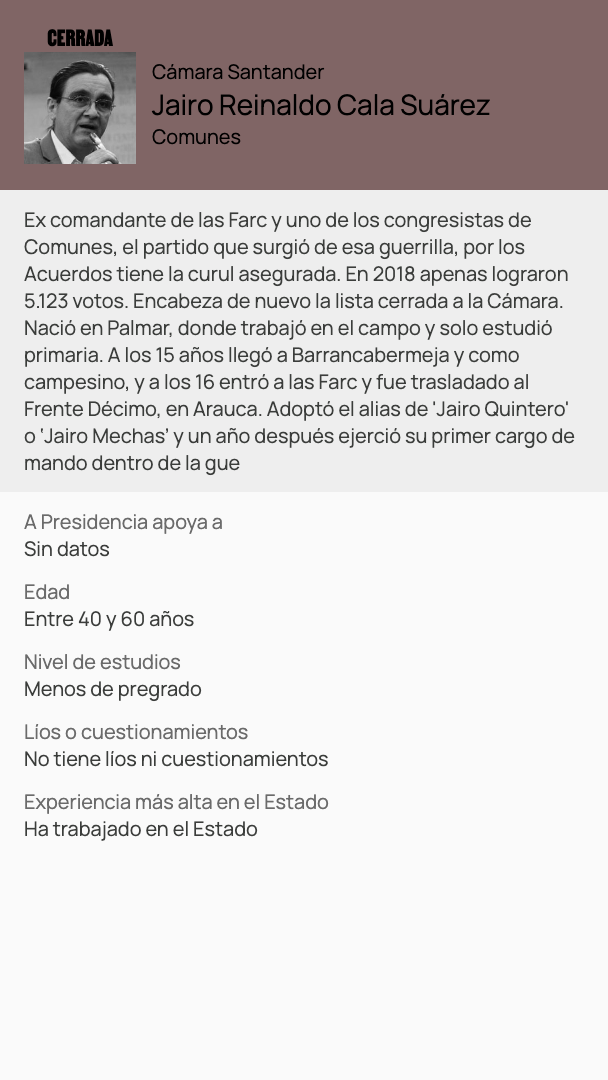 CERRADA
Cámara Santander
Jairo Reinaldo Cala Suárez
Comunes
Ex comandante de las Farc y uno de los congresistas de
Comunes, el partido que surgió de esa guerrilla, por los
Acuerdos tiene la curul asegurada. En 2018 apenas lograron
5.123 votos. Encabeza de nuevo la lista cerrada a la Cámara.
Nació en Palmar, donde trabajó en el campo y solo estudió
primaria. A los 15 años llegó a Barrancabermeja y como
campesino, y a los 16 entró a las Farc y fue trasladado al
Frente Décimo, en Arauca. Adoptó el alias de 'Jairo Quintero'
o ‘Jairo Mechas’ y un año después ejerció su primer cargo de
mando dentro de la gue
A Presidencia apoya a
Sin datos
Edad
Entre 40 y 60 años
Nivel de estudios
Menos de pregrado
Líos o cuestionamientos
No tiene líos ni cuestionamientos
Experiencia más alta en el Estado
Ha trabajado en el Estado